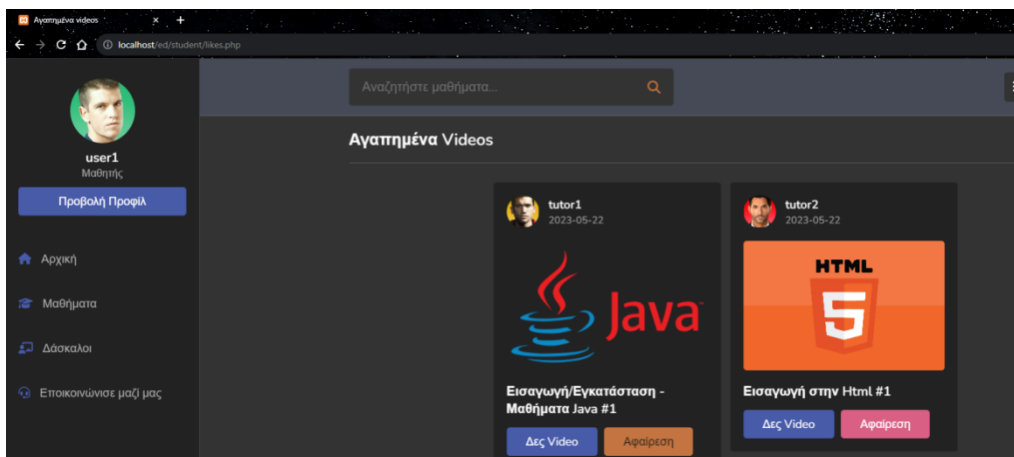 Αγαπημένα videos
localhost/ed/student/likes.php
Αναζητήστε μαθήματα...
user1
Μαθητής
Προβολή Προφίλ
Αρχική
Μαθήματα
Δάσκαλοι
Εποικοινώνισε μαζί μας
Αγαπημένα Videos
tutor1
2023-05-22
Java
Εισαγωγή/Εγκατάσταση -
Μαθήματα Java #1
Δες Video Αφαίρεση
tutor2
2023-05-22
HTML
5
Εισαγωγή στην Html #1
Δες Video Αφαίρεση